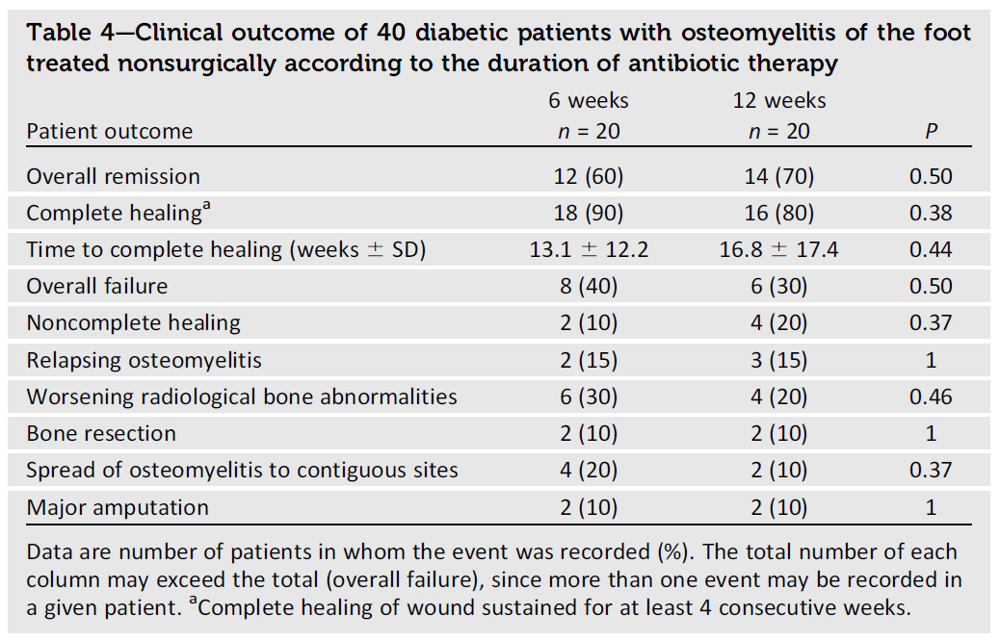 Table 4—Clinical outcome of 40 diabetic patients with osteomyelitis of the foot
treated nonsurgically according to the duration of antibiotic therapy
6 weeks 12 weeks
Patient outcome n = 20 n = 20 P
Overall remission 12 (60) 14 (70) 0.50
Complete healingᵃ 18 (90) 16 (80) 0.38
Time to complete healing (weeks ± SD) 13.1 ± 12.2 16.8 ± 17.4 0.44
Overall failure 8 (40) 6 (30) 0.50
Noncomplete healing 2 (10) 4 (20) 0.37
Relapsing osteomyelitis 2 (15) 3 (15) 1
Worsening radiological bone abnormalities 6 (30) 4 (20) 0.46
Bone resection 2 (10) 2 (10) 1
Spread of osteomyelitis to contiguous sites 4 (20) 2 (10) 0.37
Major amputation 2 (10) 2 (10) 1
Data are number of patients in whom the event was recorded (%). The total number of each
column may exceed the total (overall failure), since more than one event may be recorded in
a given patient. ᵃComplete healing of wound sustained for at least 4 consecutive weeks.